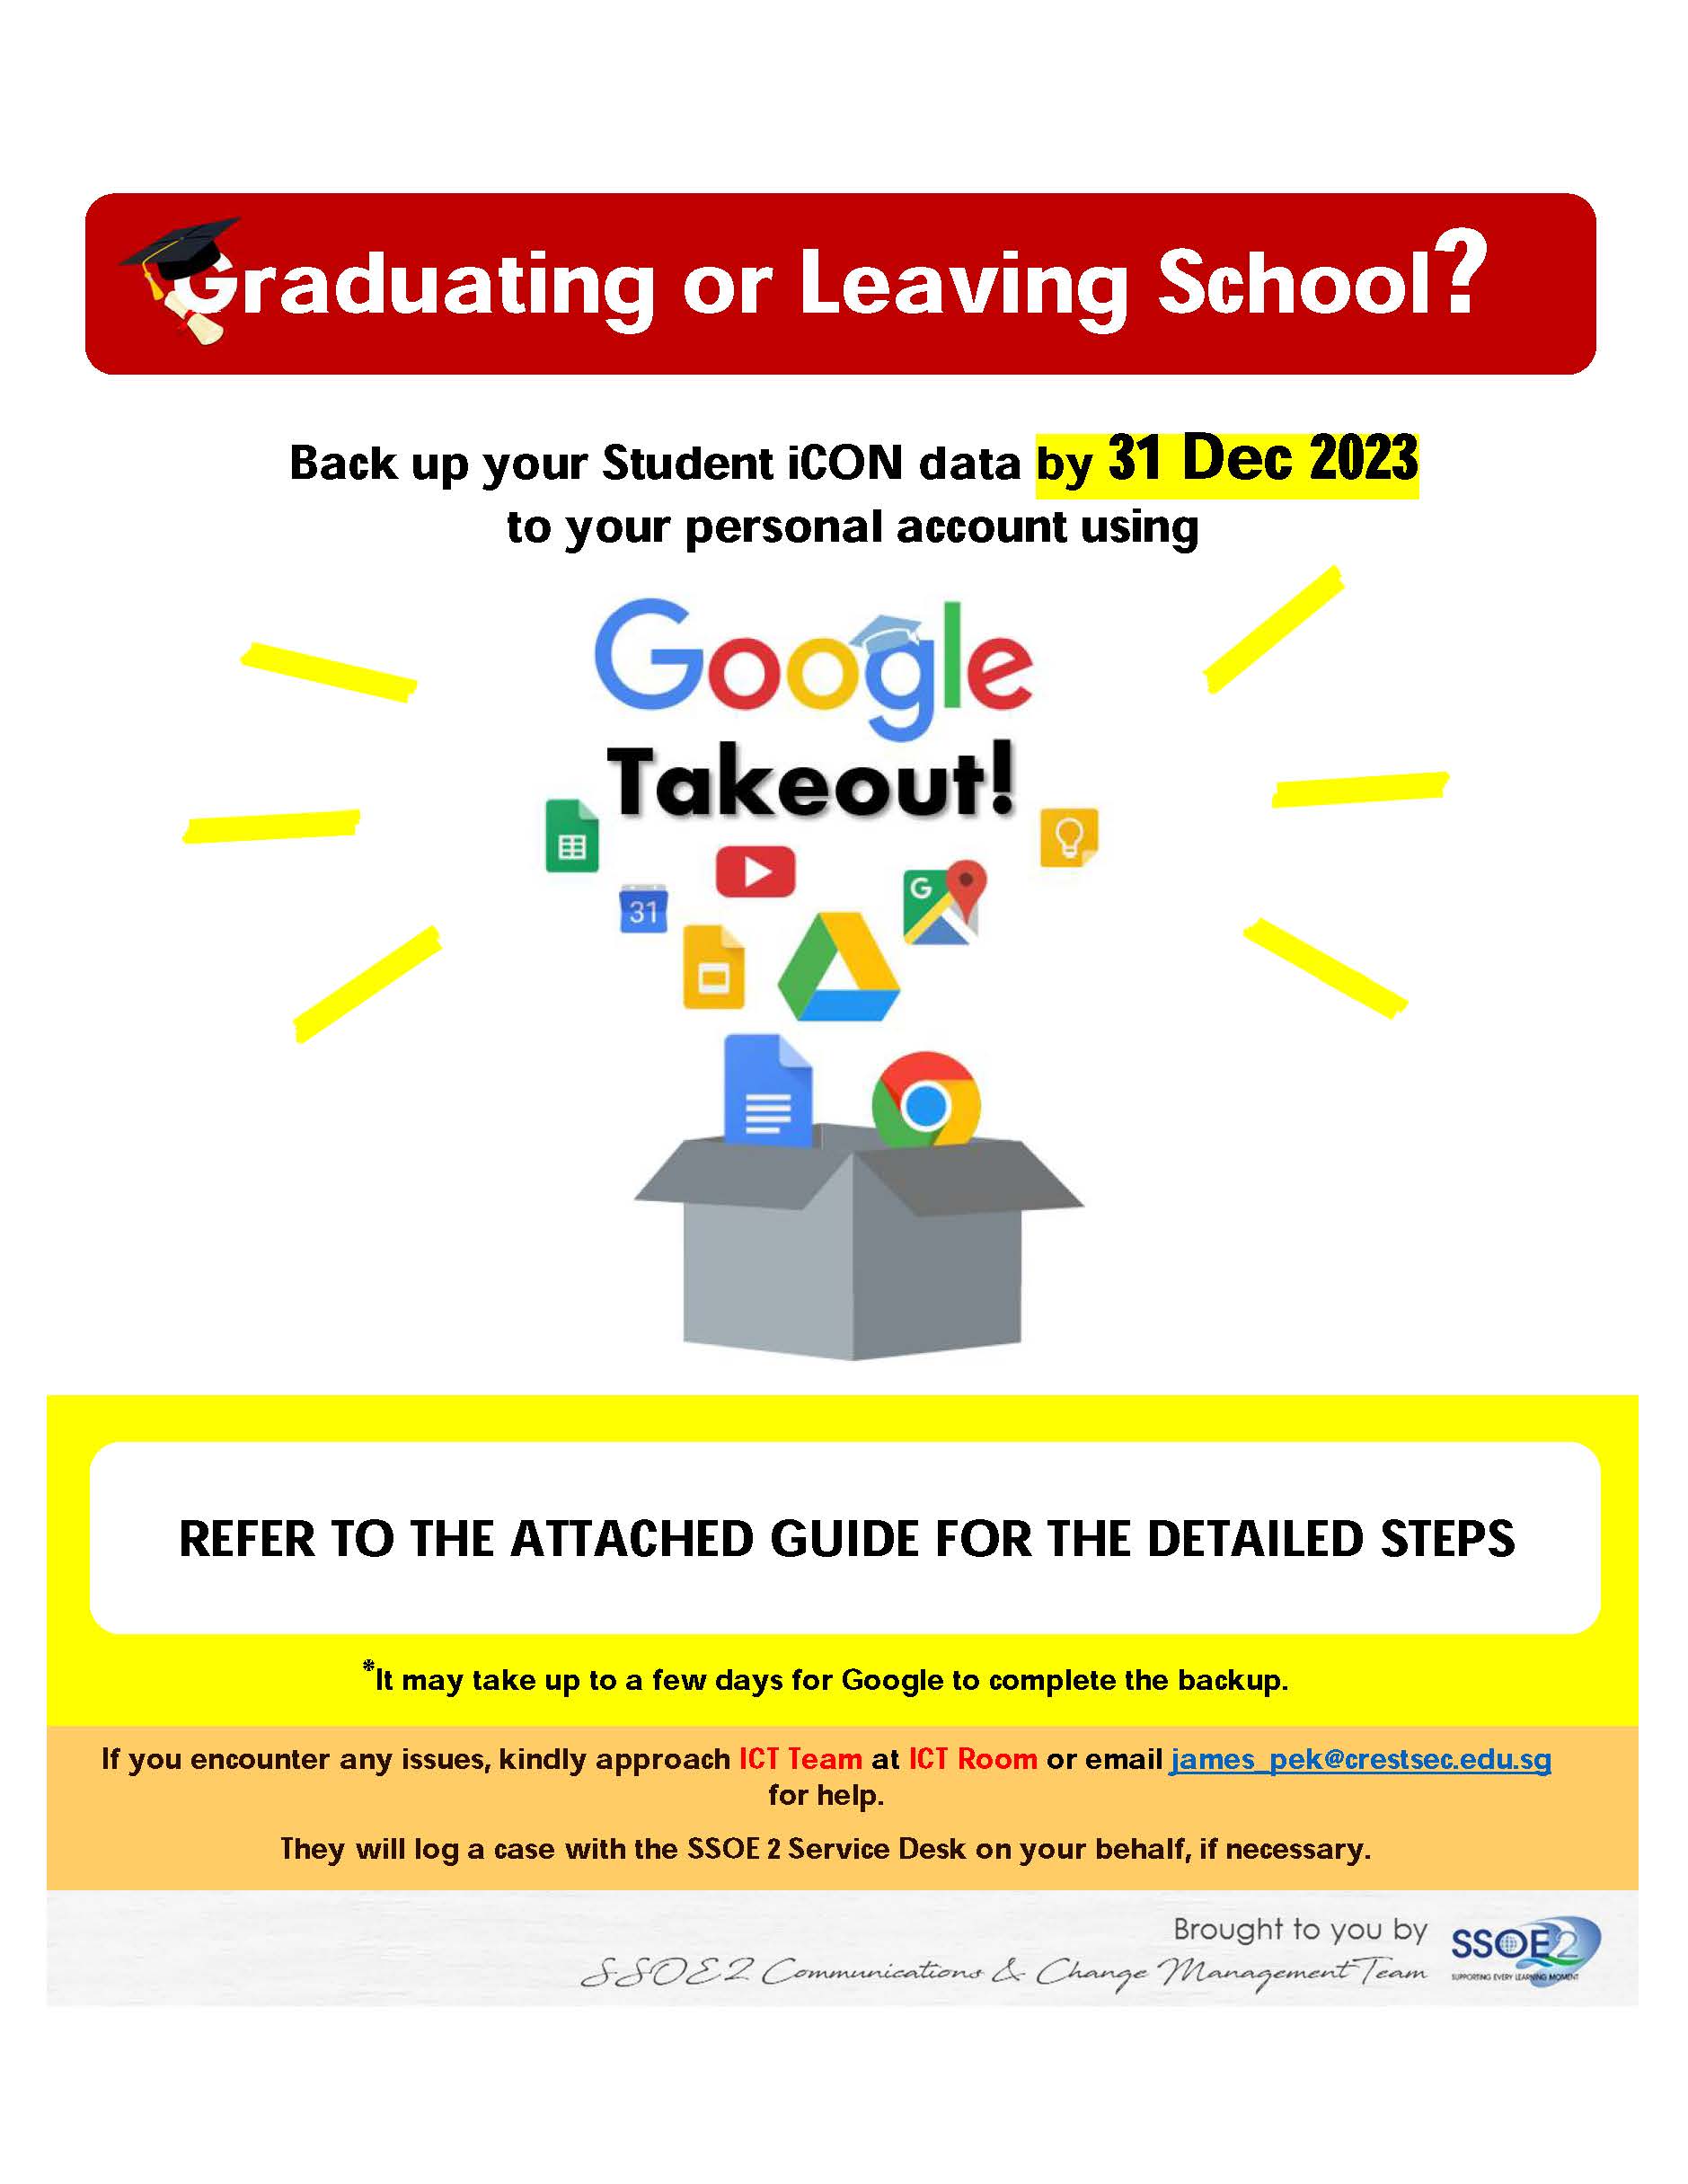 Graduating or Leaving School?
Back up your Student iCON data by 31 Dec 2023
to your personal account using
Google
Takeout!
31
G
REFER TO THE ATTACHED GUIDE FOR THE DETAILED STEPS
*It may take up to a few days for Google to complete the backup.
If you encounter any issues, kindly approach ICT Team at ICT Room or email james_pek@crestsec.edu.sg
for help.
They will log a case with the SSOE 2 Service Desk on your behalf, if necessary.
Brought to you by
SSOE2 Communications & Change Management Team
SSOE2
SUPPORTING EVERY LEARNING MOMENT